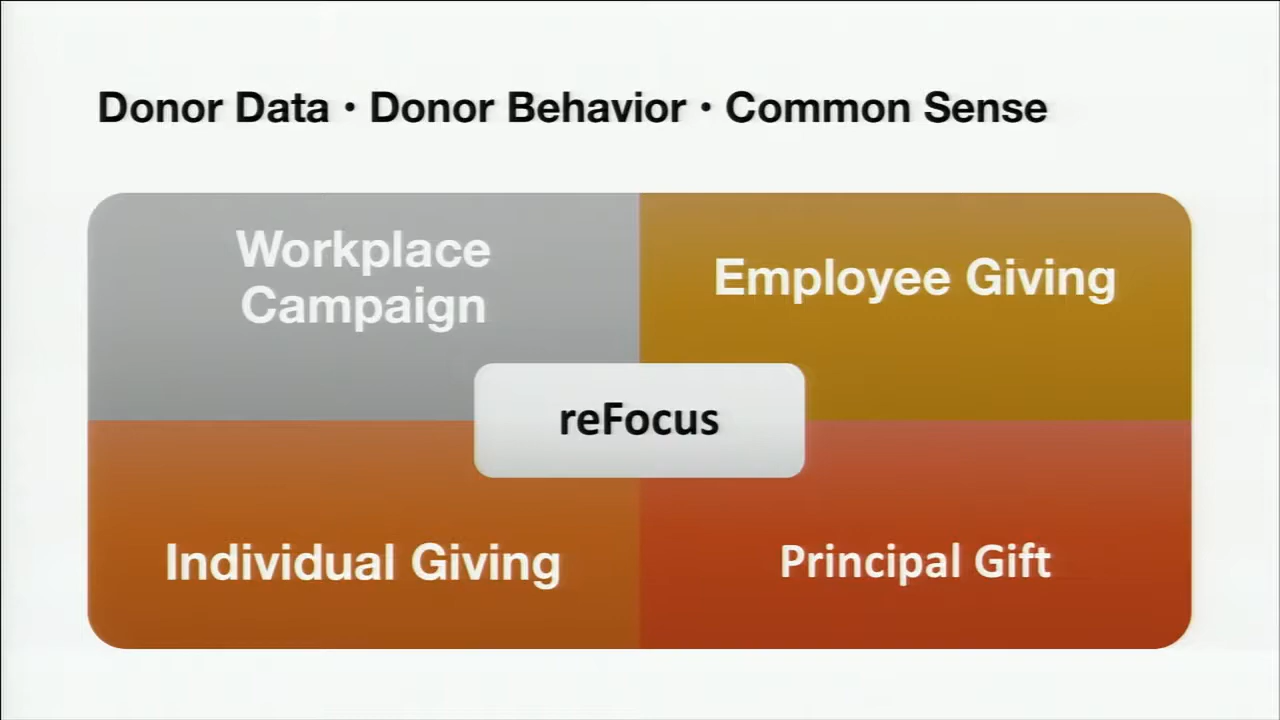 Donor Data • Donor Behavior • Common Sense
Workplace
Campaign
Employee Giving
reFocus
Individual Giving
Principal Gift